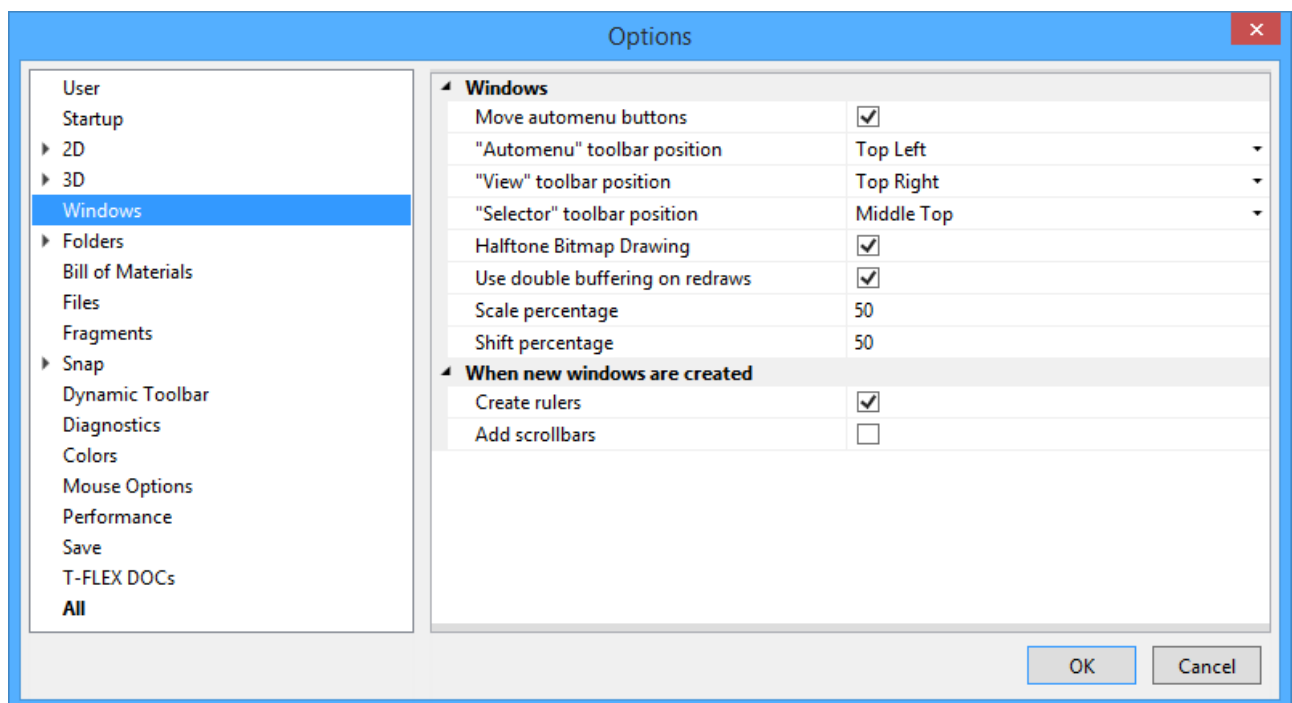 Options
User
Startup
2D
3D
Windows
Folders
Bill of Materials
Files
Fragments
Snap
Dynamic Toolbar
Diagnostics
Colors
Mouse Options
Performance
Save
T-FLEX DOCs
All
Windows
Move automenu buttons
"Automenu" toolbar position Top Left
"View" toolbar position Top Right
"Selector" toolbar position Middle Top
Halftone Bitmap Drawing
Use double buffering on redraws
Scale percentage 50
Shift percentage 50
When new windows are created
Create rulers
Add scrollbars
OK Cancel